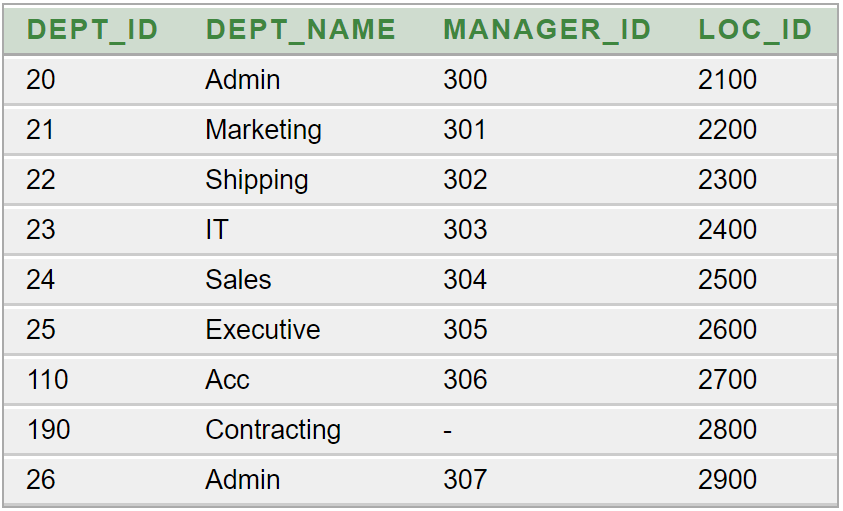 DEPT_ID DEPT_NAME MANAGER_ID LOC_ID
20 Admin 300 2100
21 Marketing 301 2200
22 Shipping 302 2300
23 IT 303 2400
24 Sales 304 2500
25 Executive 305 2600
110 Acc 306 2700
190 Contracting - 2800
26 Admin 307 2900